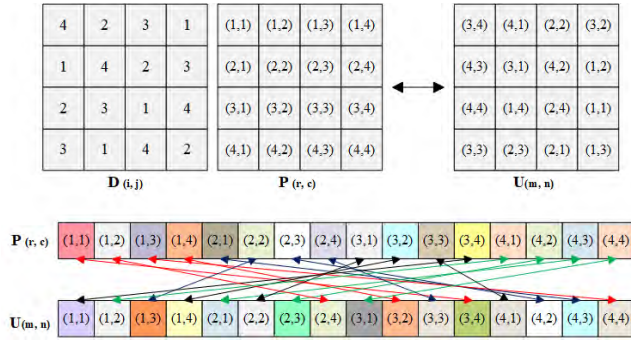 4 2 3 1 (1,1) (1,2) (1,3) (1,4) (3,4) (4,1) (2,2) (3,2)
1 4 2 3 (2,1) (2,2) (2,3) (2,4) (4,3) (3,1) (4,2) (1,2)
2 3 1 4 (3,1) (3,2) (3,3) (3,4) (4,4) (1,4) (2,4) (1,1)
3 1 4 2 (4,1) (4,2) (4,3) (4,4) (3,3) (2,3) (2,1) (1,3)
D (i, j) P (r, c) U(m, n)
P (r, c) (1,1) (1,2) (1,3) (1,4) (2,1) (2,2) (2,3) (2,4) (3,1) (3,2) (3,3) (3,4) (4,1) (4,2) (4,3) (4,4)
U(m, n) (1,1) (1,2) (1,3) (1,4) (2,1) (2,2) (2,3) (2,4) (3,1) (3,2) (3,3) (3,4) (4,1) (4,2) (4,3) (4,4)